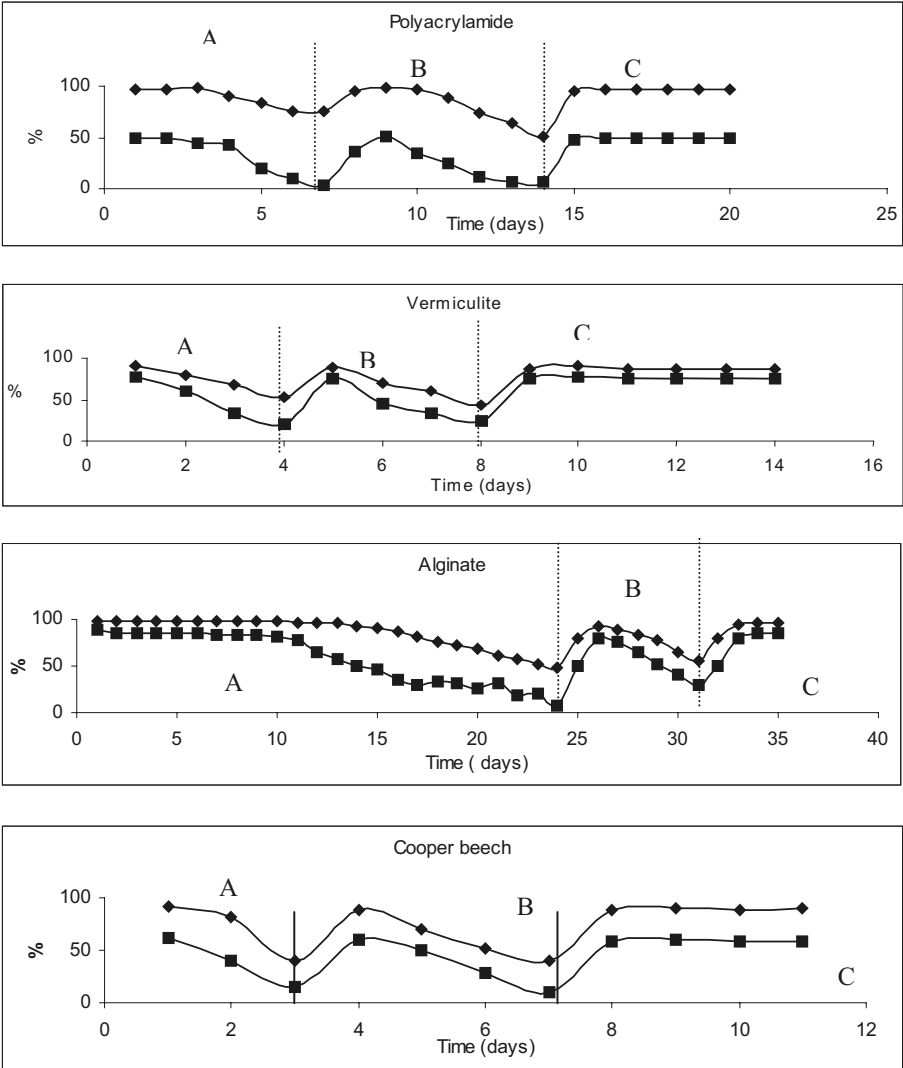 Polyacrylamide
A
B
C
%
100
50
0
0 5 10 15 20 25
Time (days)
Vermiculite
A
B
C
%
100
50
0
0 2 4 6 8 10 12 14 16
Time (days)
Alginate
B
A
C
%
100
50
0
0 5 10 15 20 25 30 35 40
Time ( days)
Cooper beech
A
B
C
%
100
50
0
0 2 4 6 8 10 12
Time (days)